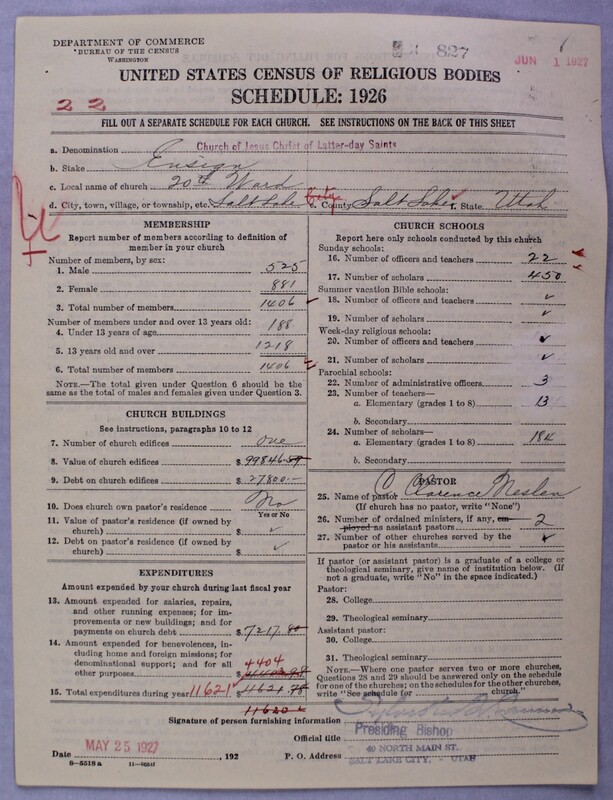 DEPARTMENT OF COMMERCE
BUREAU OF THE CENSUS
WASHINGTON
827
JUN 1 1927
UNITED STATES CENSUS OF RELIGIOUS BODIES
SCHEDULE: 1926
2 2
FILL OUT A SEPARATE SCHEDULE FOR EACH CHURCH. SEE INSTRUCTIONS ON THE BACK OF THIS SHEET
a. Denomination Church of Jesus Christ of Latter-day Saints
b. Stake Ensign
c. Local name of church 20th Ward
d. City, town, village, or township, etc. Salt Lake City e. County Salt Lake f. State Utah
MEMBERSHIP
Report number of members according to definition of
member in your church
Number of members, by sex:
1. Male 525
2. Female 881
3. Total number of members 1406
Number of members under and over 13 years old:
4. Under 13 years of age 188
5. 13 years old and over 1218
6. Total number of members 1406
NOTE.—The total given under Question 6 should be
same as the total of males and females given under Question 3.
CHURCH BUILDINGS
See instructions, paragraphs 10 to 12
7. Number of church edifices one
8. Value of church edifices $ 99846.59
9. Debt on church edifices $ 27800.—
10. Does church own pastor's residence? No
Yes or No
11. Value of pastor's residence (if owned by
church) $ ✓
12. Debt on pastor's residence (if owned by
church) $ ✓
EXPENDITURES
Amount expended by your church during last fiscal year
13. Amount expended for salaries, repairs,
and other running expenses; for im-
provements or new buildings; and for
payments on church debt $ 7217.80
14. Amount expended for benevolences, in-
cluding home and foreign missions; for
denominational support; and for all
other purposes $ 4404
15. Total expenditures during year 11621 $ 11621.78
11620
CHURCH SCHOOLS
Report here only schools conducted by this church
Sunday schools:
16. Number of officers and teachers 22
17. Number of scholars 450
Summer vacation Bible schools:
18. Number of officers and teachers ✓
19. Number of scholars ✓
Week-day religious schools:
20. Number of officers and teachers ✓
21. Number of scholars ✓
Parochial schools:
22. Number of administrative officers 3
23. Number of teachers—
a. Elementary (grades 1 to 8) 13
b. Secondary
24. Number of scholars—
a. Elementary (grades 1 to 8) 184
b. Secondary
PASTOR
25. Name of pastor C Clarence Neslen
(If church has no pastor, write "None")
26. Number of ordained ministers, if any, em-
ployed as assistant pastors 2
27. Number of other churches served by the
pastor or his assistants ✓
If pastor (or assistant pastor) is a graduate of a college or
theological seminary, give name of institution below. (If
not a graduate, write "No" in the space indicated.)
Pastor:
28. College
29. Theological seminary
Assistant pastor:
30. College
31. Theological seminary
NOTE.—Where one pastor serves two or more churches,
Questions 28 and 29 should be answered only on the schedule
for one of the churches; on the schedules for the other churches,
write "See schedule for church."
Signature of person furnishing information
Official title Presiding Bishop
Date MAY 25 1927, 192
P. O. Address 40 NORTH MAIN ST.
SALT LAKE CITY, - UTAH
8—5518a